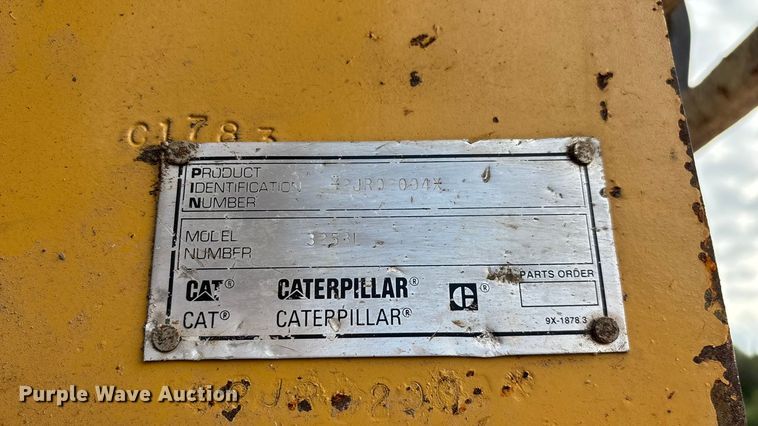 C1783
PRODUCT
IDENTIFICATION
NUMBER
MODEL
NUMBER
CAT® CATERPILLAR®
PARTS ORDER
CAT® CATERPILLAR®
9X-1878.3
Purple Wave Auction